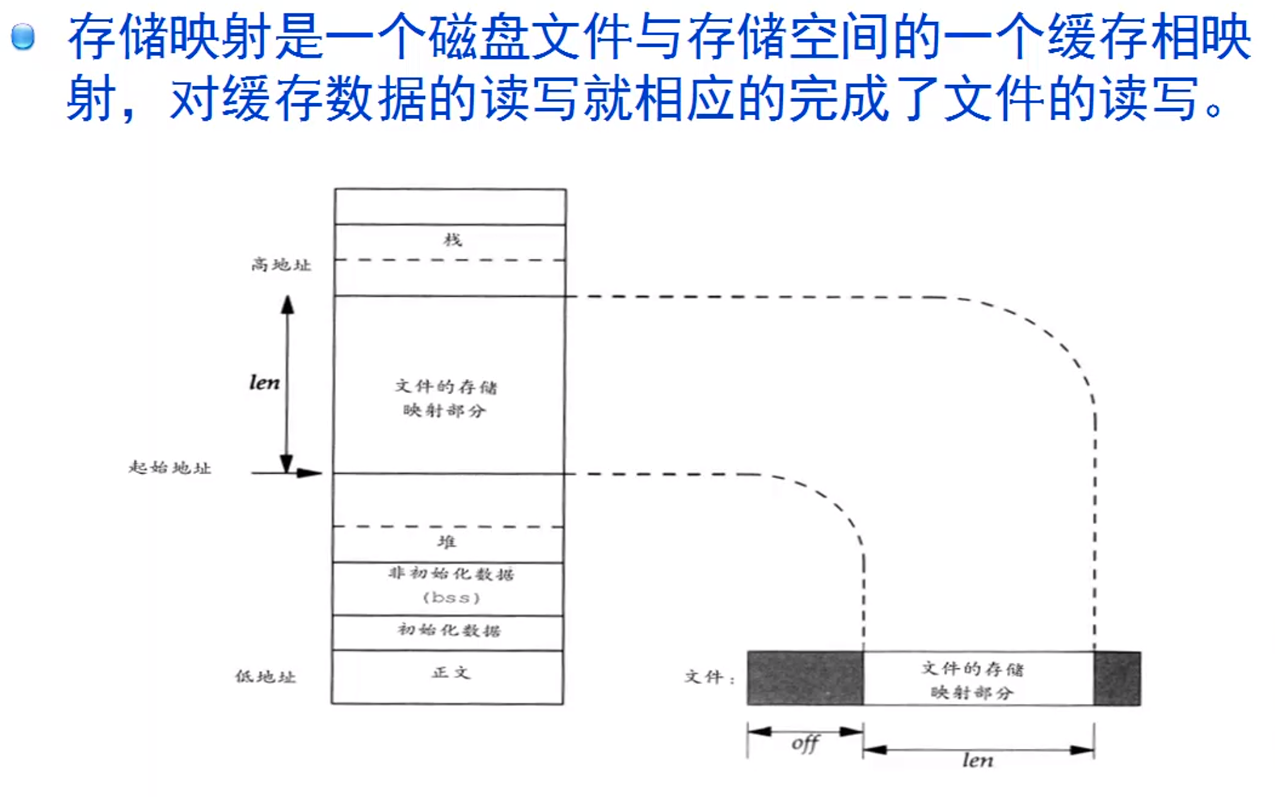 存储映射是一个磁盘文件与存储空间的一个缓存相映
射，对缓存数据的读写就相应的完成了文件的读写。
栈
高地址
len
文件的存储
映射部分
起始地址
堆
非初始化数据
(bss)
初始化数据
低地址
正文
文件：
文件的存储
映射部分
off
len